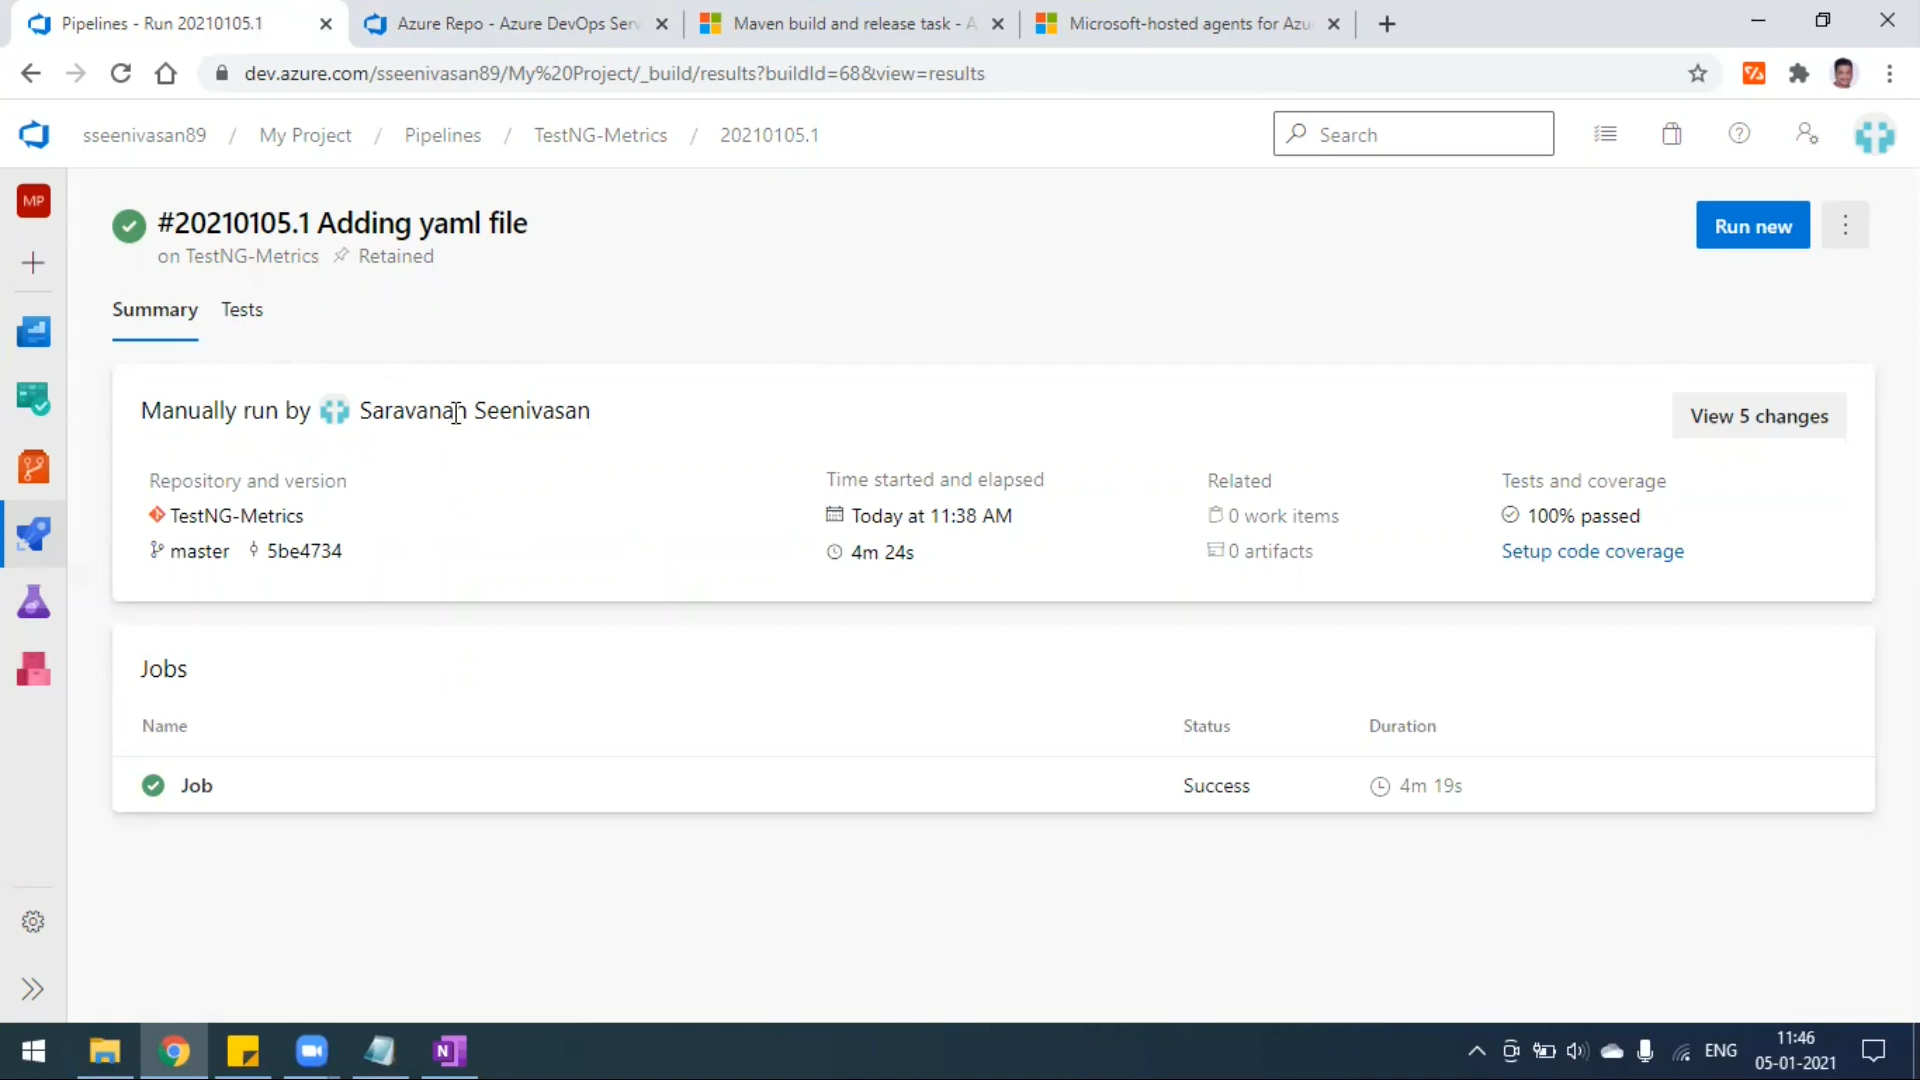 Pipelines - Run 20210105.1
Azure Repo - Azure DevOps Serv
Maven build and release task - A
Microsoft-hosted agents for Azu
dev.azure.com/sseenivasan89/My%20Project/_build/results?buildId=68&view=results
sseenivasan89 / My Project / Pipelines / TestNG-Metrics / 20210105.1
Search
MP
#20210105.1 Adding yaml file
on TestNG-Metrics Retained
Run new
Summary Tests
Manually run by Saravanan Seenivasan
View 5 changes
Repository and version
TestNG-Metrics
master 5be4734
Time started and elapsed
Today at 11:38 AM
4m 24s
Related
0 work items
0 artifacts
Tests and coverage
100% passed
Setup code coverage
Jobs
Name Status Duration
Job Success 4m 19s
N
ENG
11:46
05-01-2021